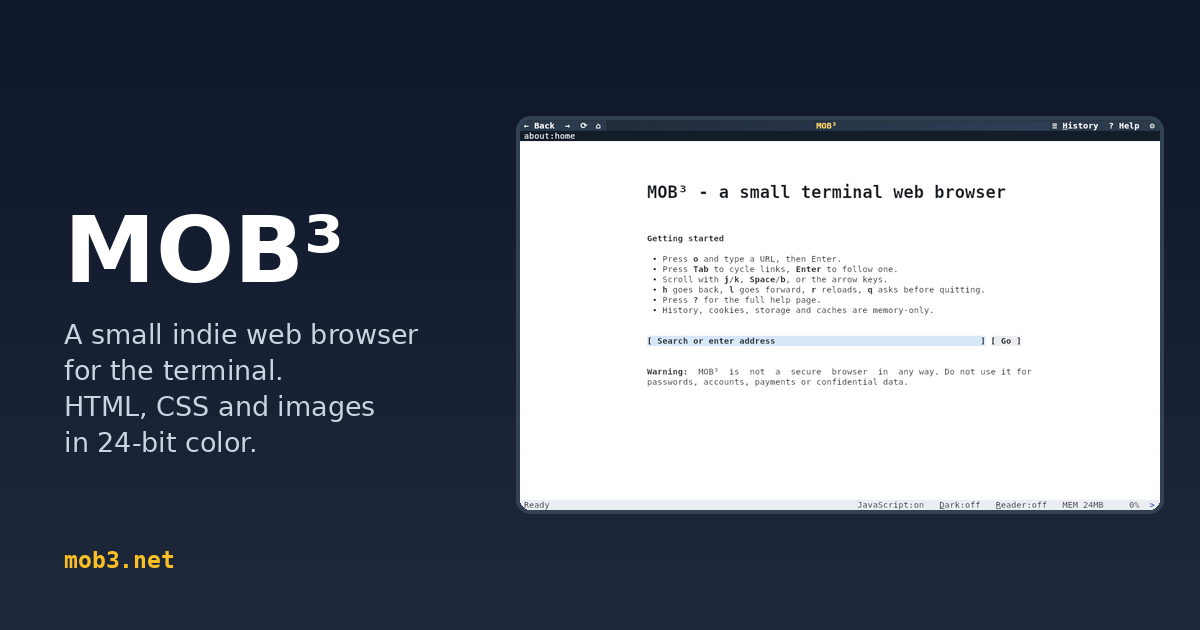 MOB³
A small indie web browser
for the terminal.
HTML, CSS and images
in 24-bit color.
mob3.net
← Back → ⟳ ⌂ MOB³ ≡ History ? Help ⚙
about:home
MOB³ - a small terminal web browser
Getting started
• Press o and type a URL, then Enter.
• Press Tab to cycle links, Enter to follow one.
• Scroll with j/k, Space/b, or the arrow keys.
• h goes back, l goes forward, r reloads, q asks before quitting.
• Press ? for the full help page.
• History, cookies, storage and caches are memory-only.
[ Search or enter address ] [ Go ]
Warning: MOB³ is not a secure browser in any way. Do not use it for
passwords, accounts, payments or confidential data.
Ready JavaScript:on Dark:off Reader:off MEM 24MB 0% >